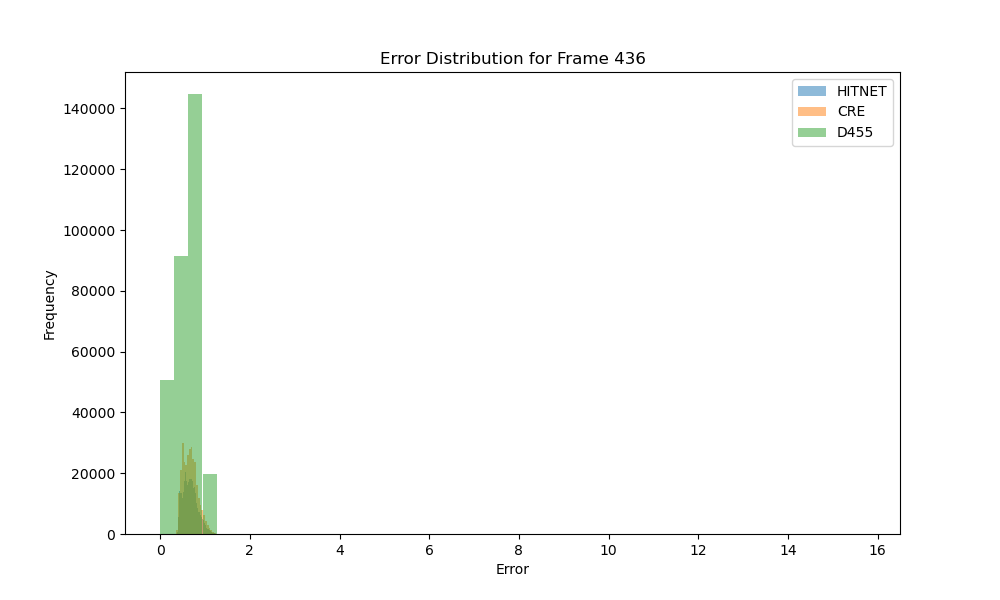 Error Distribution for Frame 436
HITNET
CRE
D455
140000
120000
100000
80000
60000
40000
20000
0
Frequency
0 2 4 6 8 10 12 14 16
Error